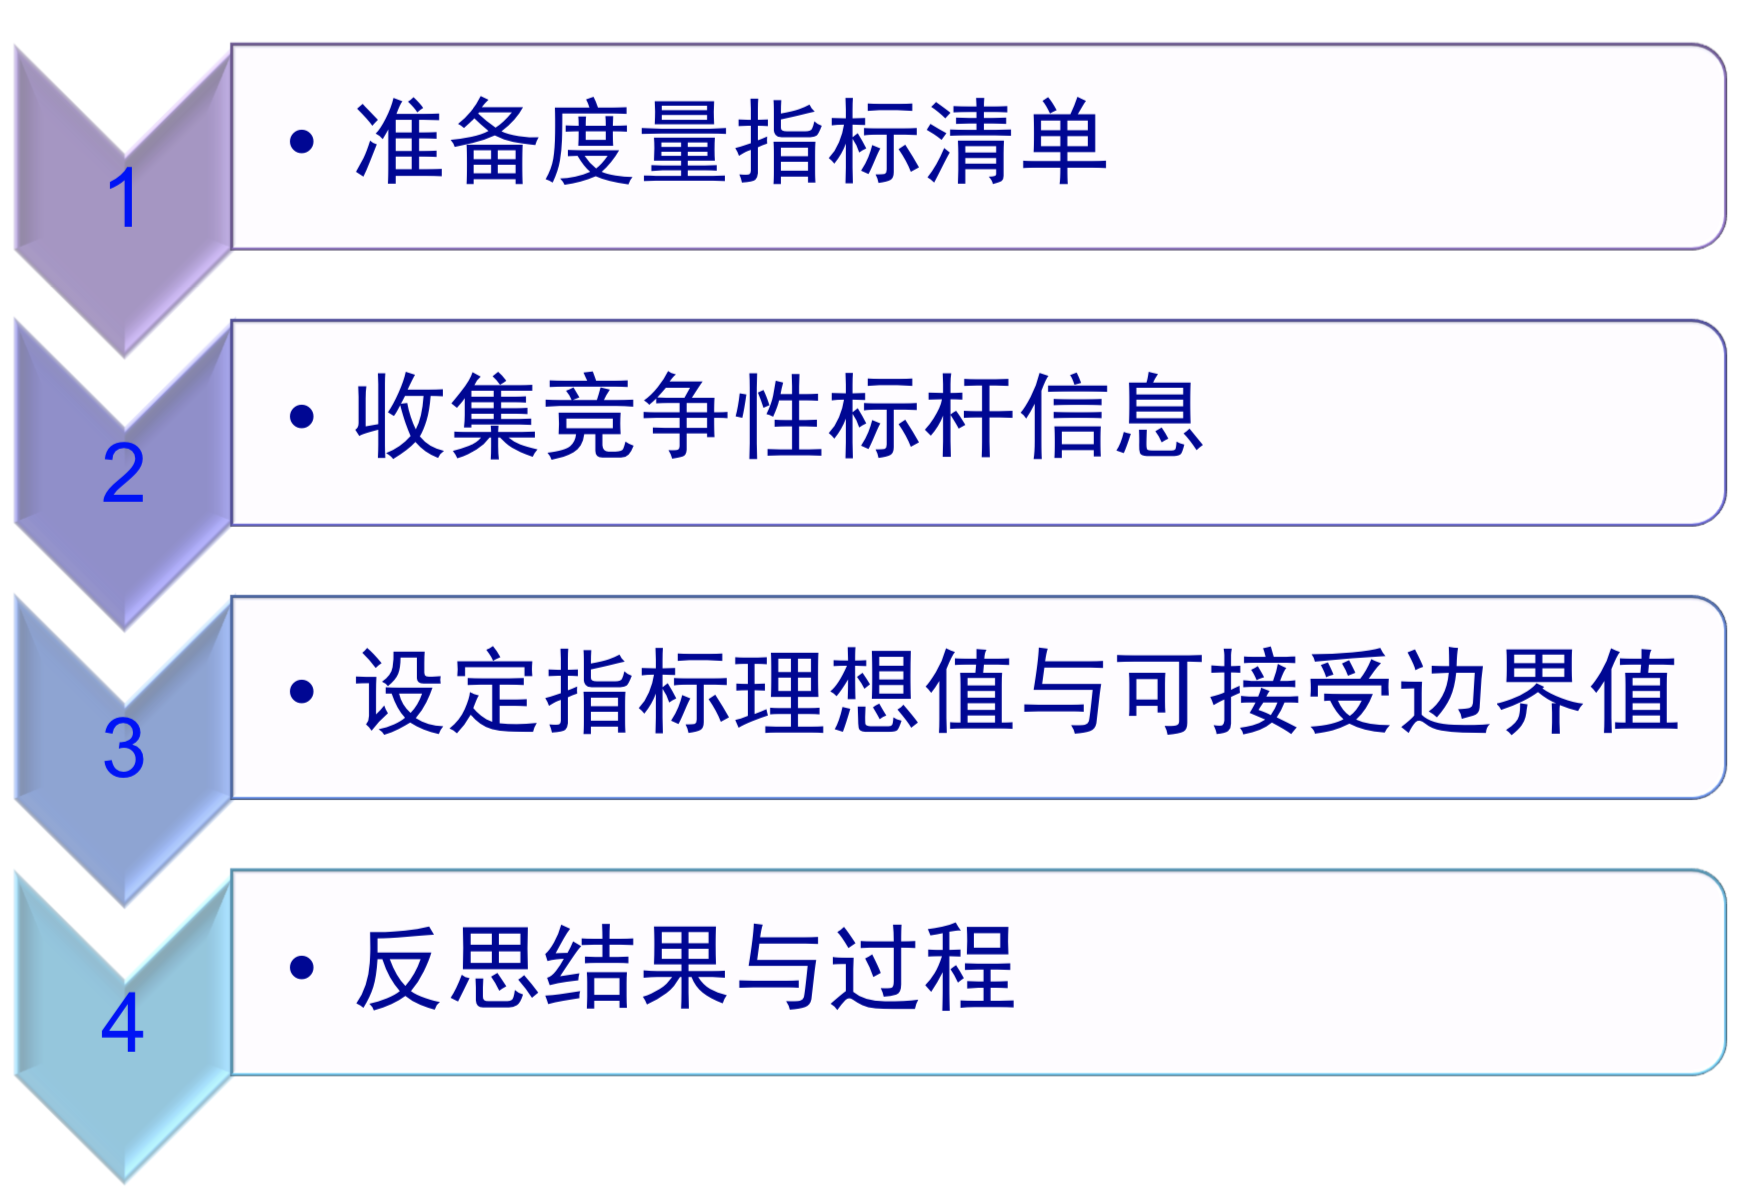 1
• 准备度量指标清单
2
• 收集竞争性标杆信息
3
• 设定指标理想值与可接受边界值
4
• 反思结果与过程